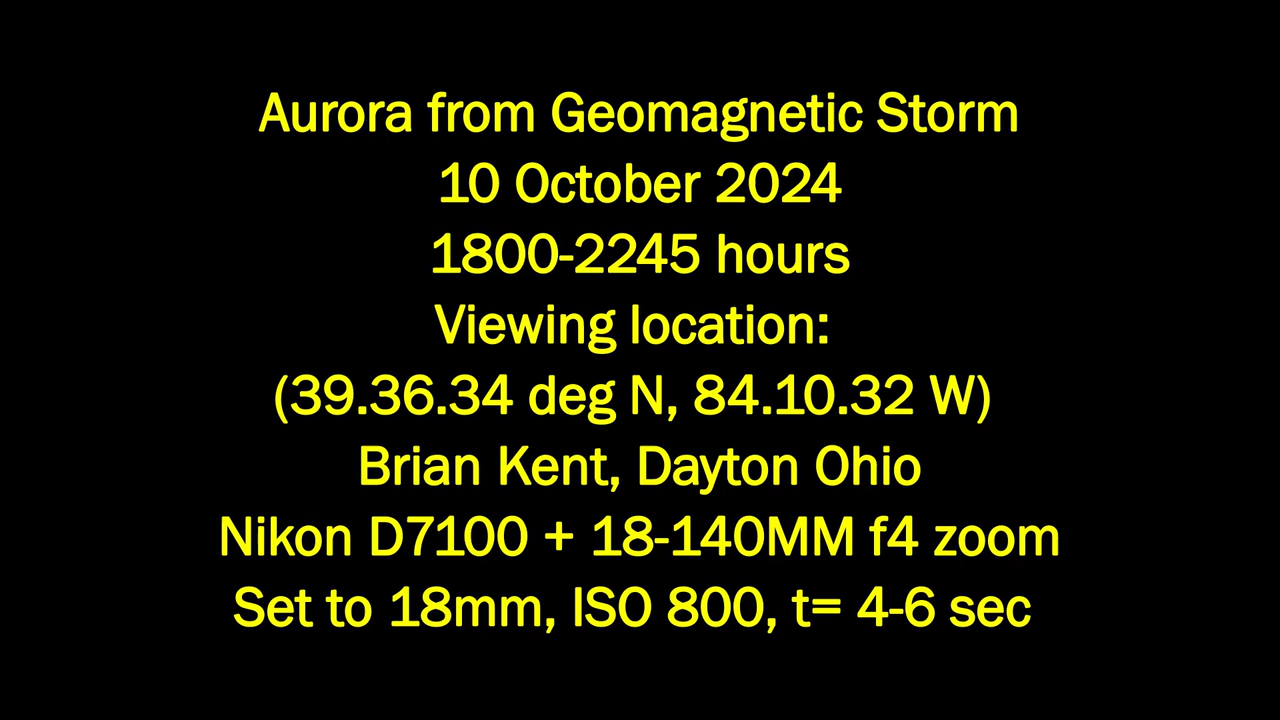 Aurora from Geomagnetic Storm
10 October 2024
1800-2245 hours
Viewing location:
(39.36.34 deg N, 84.10.32 W)
Brian Kent, Dayton Ohio
Nikon D7100 + 18-140MM f4 zoom
Set to 18mm, ISO 800, t= 4-6 sec